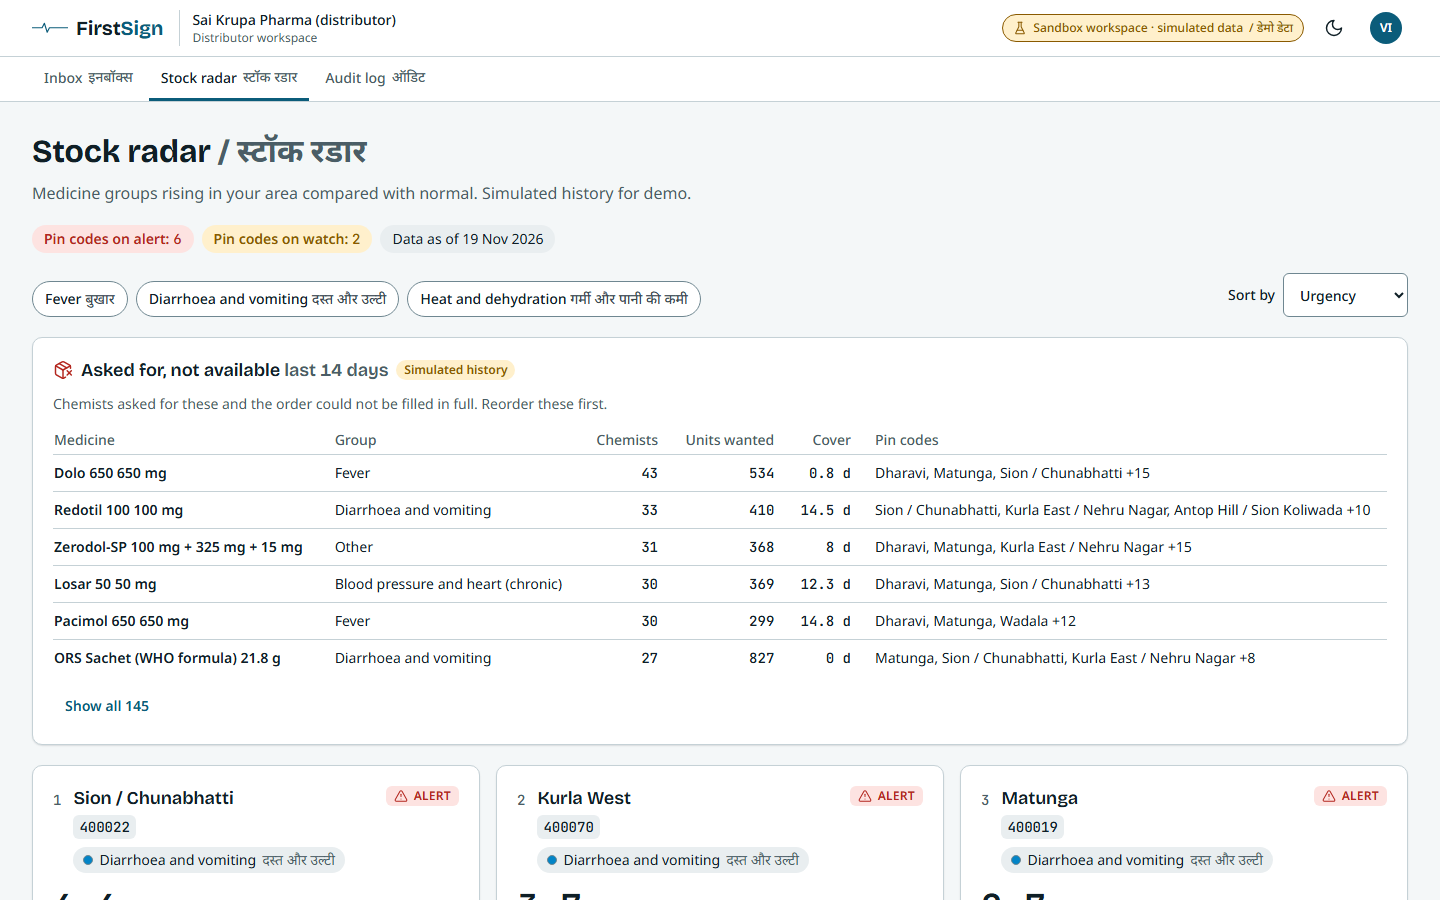 FirstSign
Sai Krupa Pharma (distributor)
Distributor workspace
Sandbox workspace · simulated data / डेमो डेटा
VI
Inbox इनबॉक्स
Stock radar स्टॉक रडार
Audit log ऑडिट
Stock radar / स्टॉक रडार
Medicine groups rising in your area compared with normal. Simulated history for demo.
Pin codes on alert: 6
Pin codes on watch: 2
Data as of 19 Nov 2026
Fever बुखार
Diarrhoea and vomiting दस्त और उल्टी
Heat and dehydration गर्मी और पानी की कमी
Sort by Urgency
Asked for, not available last 14 days Simulated history
Chemists asked for these and the order could not be filled in full. Reorder these first.
Medicine Group Chemists Units wanted Cover Pin codes
Dolo 650 650 mg Fever 43 534 0.8 d Dharavi, Matunga, Sion / Chunabhatti +15
Redotil 100 100 mg Diarrhoea and vomiting 33 410 14.5 d Sion / Chunabhatti, Kurla East / Nehru Nagar, Antop Hill / Sion Koliwada +10
Zerodol-SP 100 mg + 325 mg + 15 mg Other 31 368 8 d Dharavi, Matunga, Kurla East / Nehru Nagar +15
Losar 50 50 mg Blood pressure and heart (chronic) 30 369 12.3 d Dharavi, Matunga, Sion / Chunabhatti +13
Pacimol 650 650 mg Fever 30 299 14.8 d Dharavi, Matunga, Wadala +12
ORS Sachet (WHO formula) 21.8 g Diarrhoea and vomiting 27 827 0 d Matunga, Sion / Chunabhatti, Kurla East / Nehru Nagar +8
Show all 145
1 Sion / Chunabhatti ALERT
400022
Diarrhoea and vomiting दस्त और उल्टी
2 Kurla West ALERT
400070
Diarrhoea and vomiting दस्त और उल्टी
3 Matunga ALERT
400019
Diarrhoea and vomiting दस्त और उल्टी